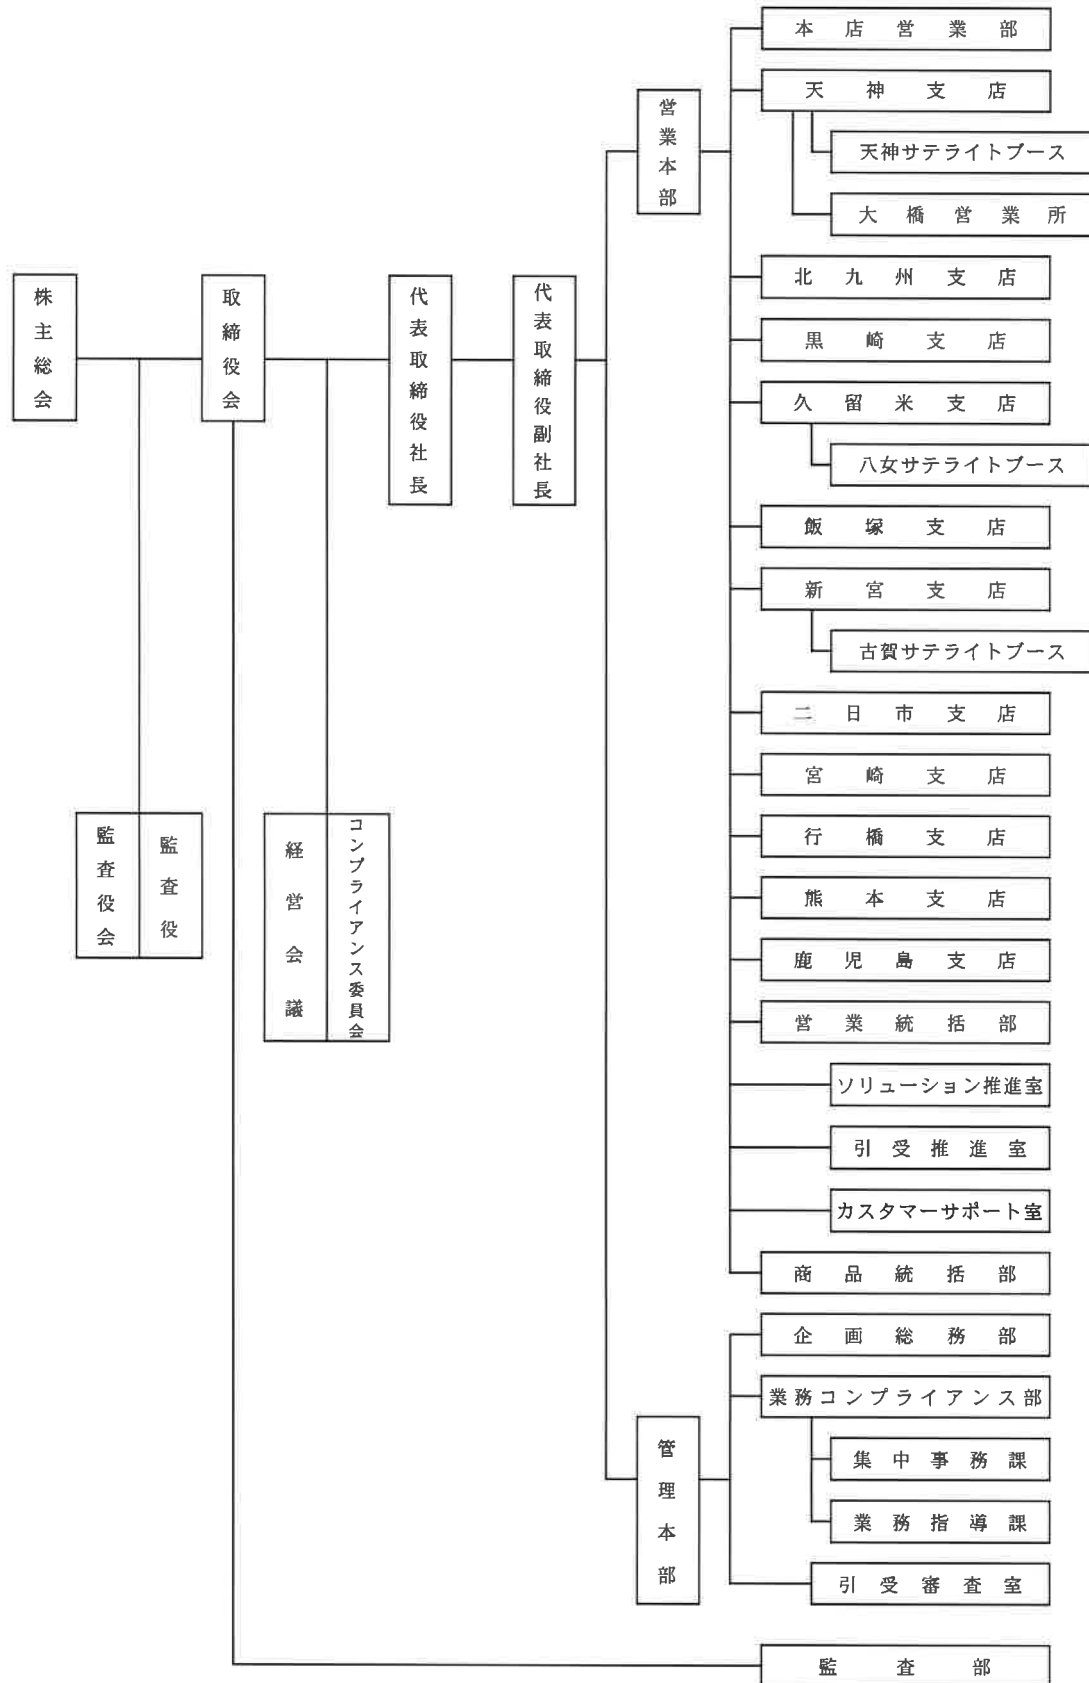 株主総会
監査役会
監査役
取締役会
経営会議
コンプライアンス委員会
代表取締役社長
代表取締役副社長
営業本部
本店営業部
天神支店
天神サテライトブース
大橋営業所
北九州支店
黒崎支店
久留米支店
八女サテライトブース
飯塚支店
新宮支店
古賀サテライトブース
二日市支店
宮崎支店
行橋支店
熊本支店
鹿児島支店
営業統括部
ソリューション推進室
引受推進室
カスタマーサポート室
商品統括部
管理本部
企画総務部
業務コンプライアンス部
集中事務課
業務指導課
引受審査室
監査部